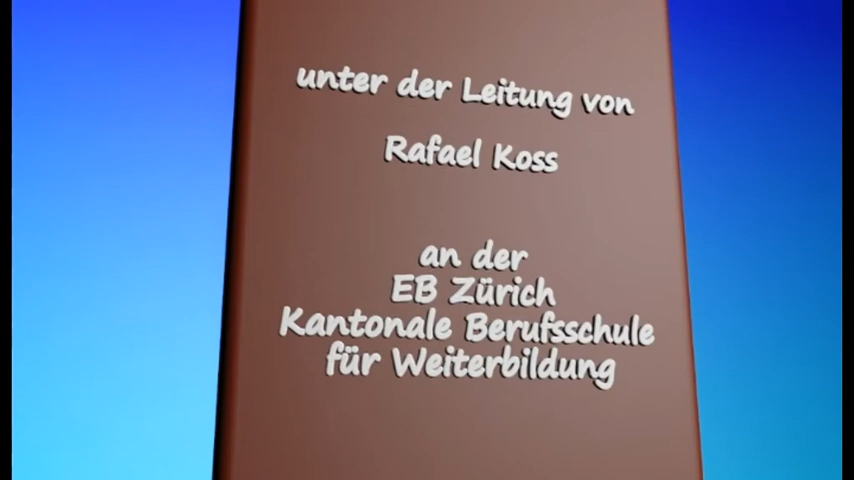 unter der Leitung von
Rafael Koss
an der
EB Zürich
Kantonale Berufsschule
für Weiterbildung